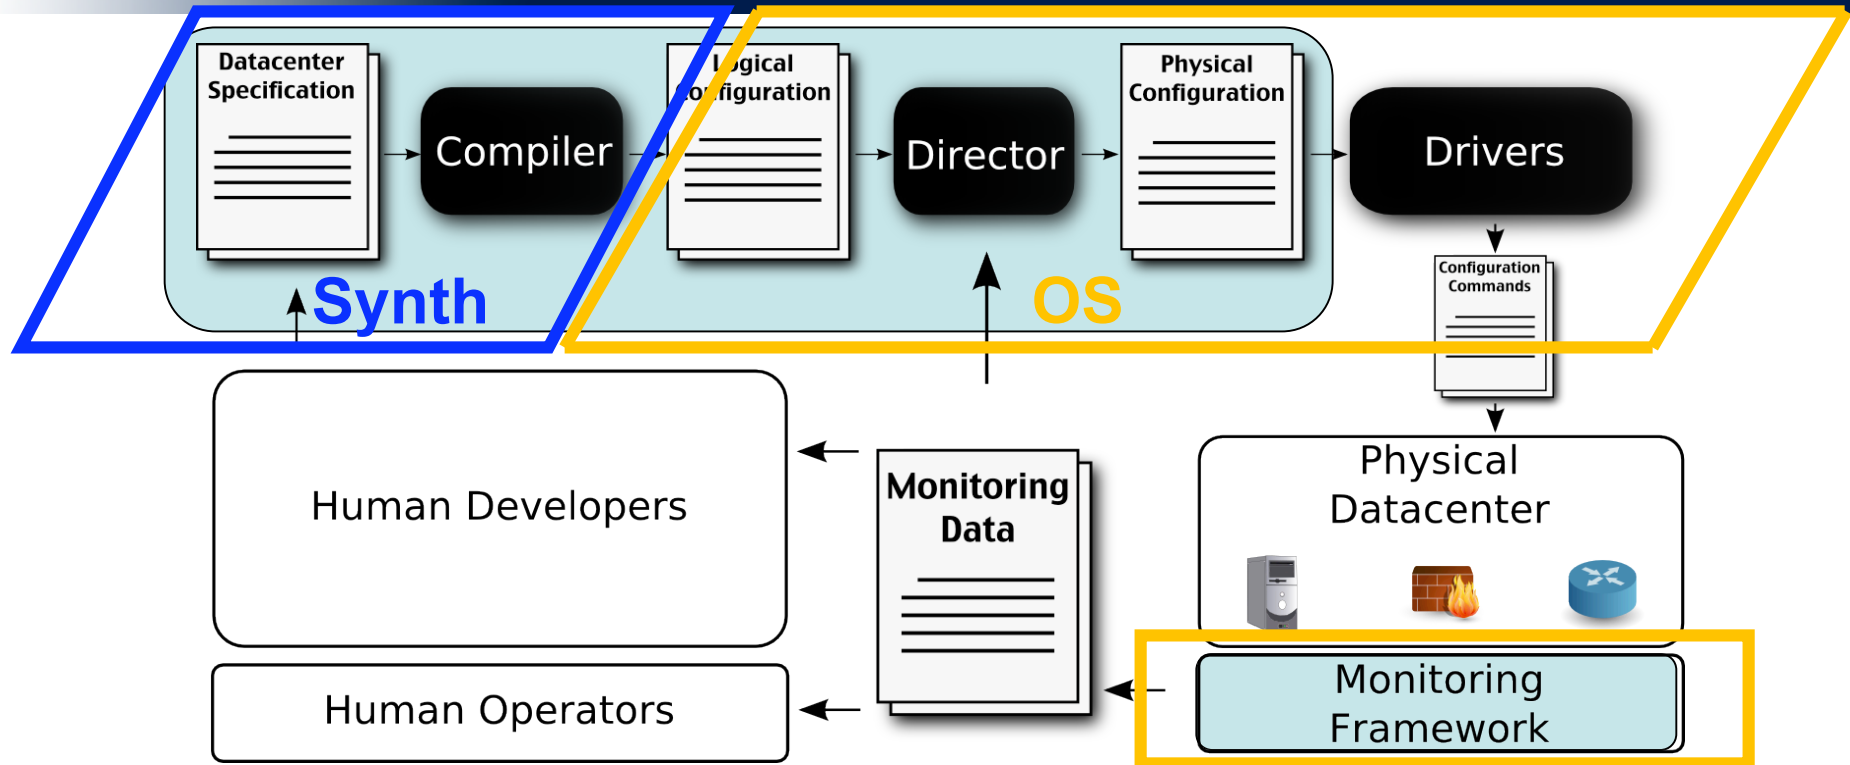 Datacenter
Specification
Compiler
Logical
Configuration
Director
Physical
Configuration
Drivers
Synth
OS
Configuration
Commands
Human Developers
Monitoring
Data
Physical
Datacenter
Human Operators
Monitoring
Framework